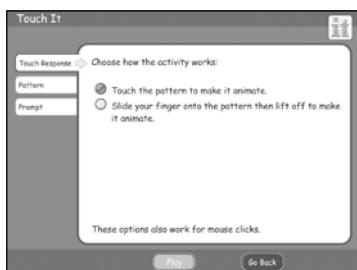 Touch It
Touch Response
Pattern
Prompt
Choose how the activity works:
Touch the pattern to make it animate.
Slide your finger onto the pattern then lift off to make
it animate.
These options also work for mouse clicks.
Play
Go Back